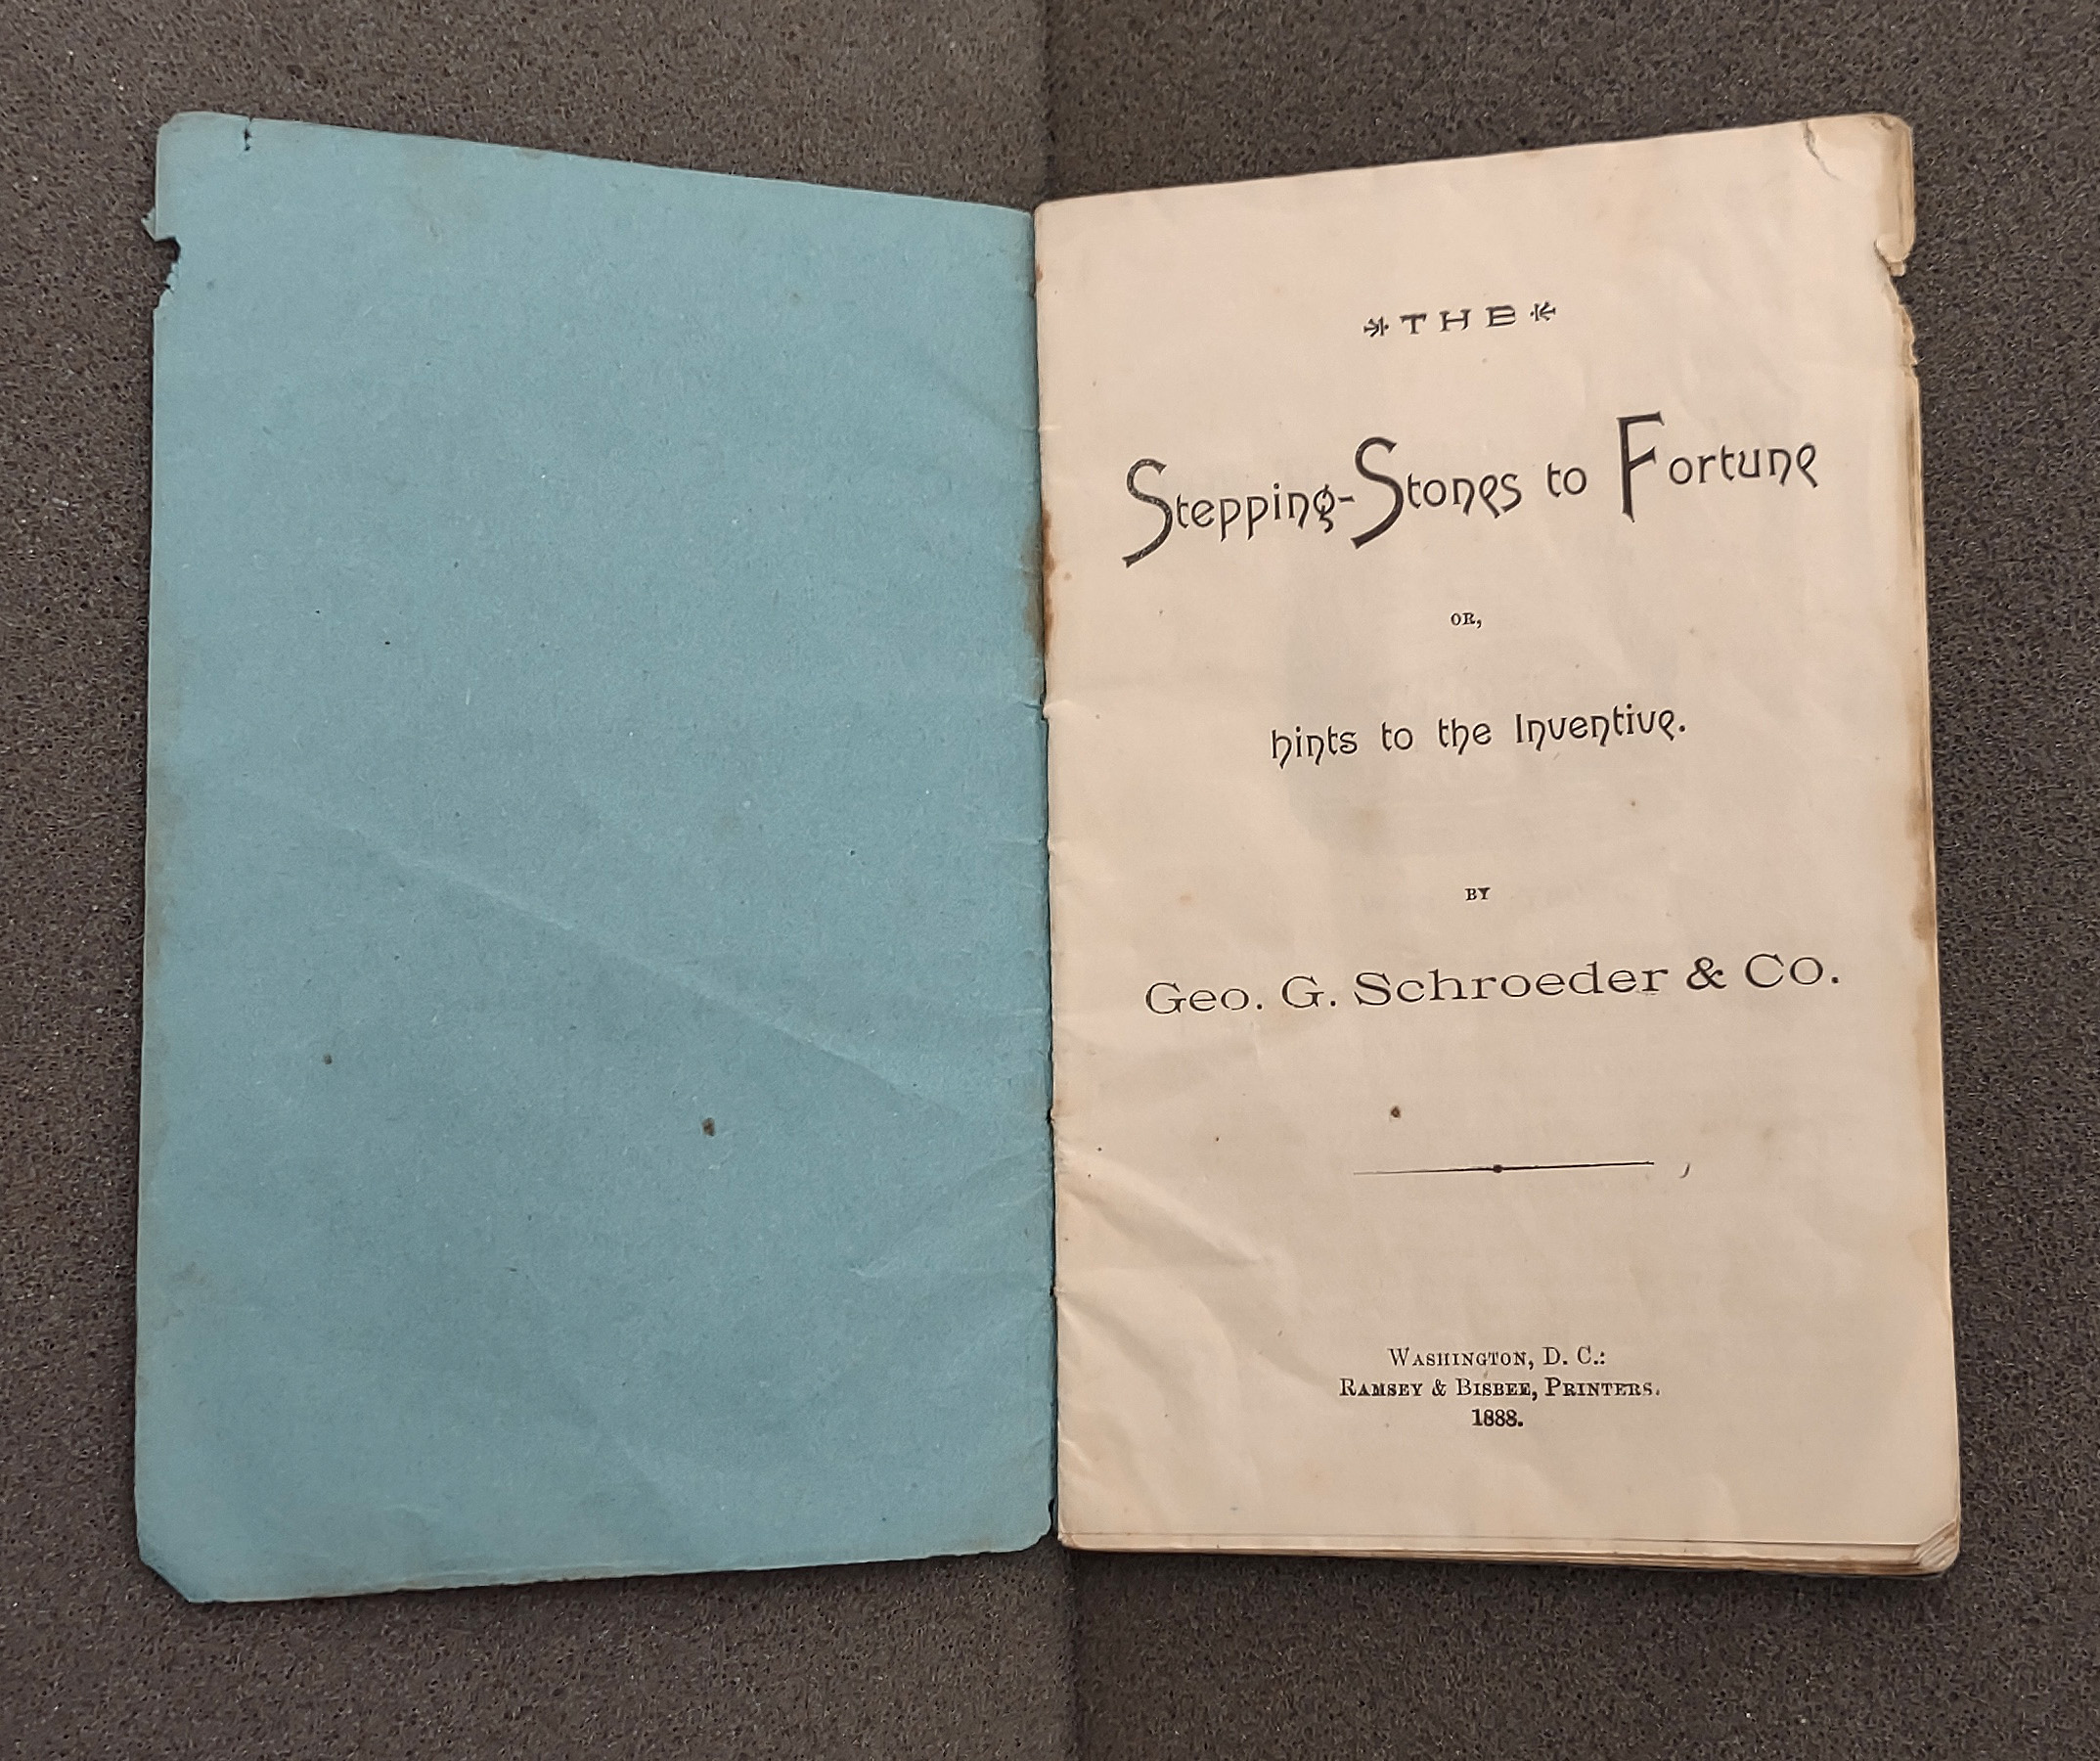 THE
Stepping-Stones to Fortune
OR,
hints to the Inventive.
BY
Geo. G. Schroeder & Co.
WASHINGTON, D. C.:
RAMSEY & BISBEE, PRINTERS.
1888.